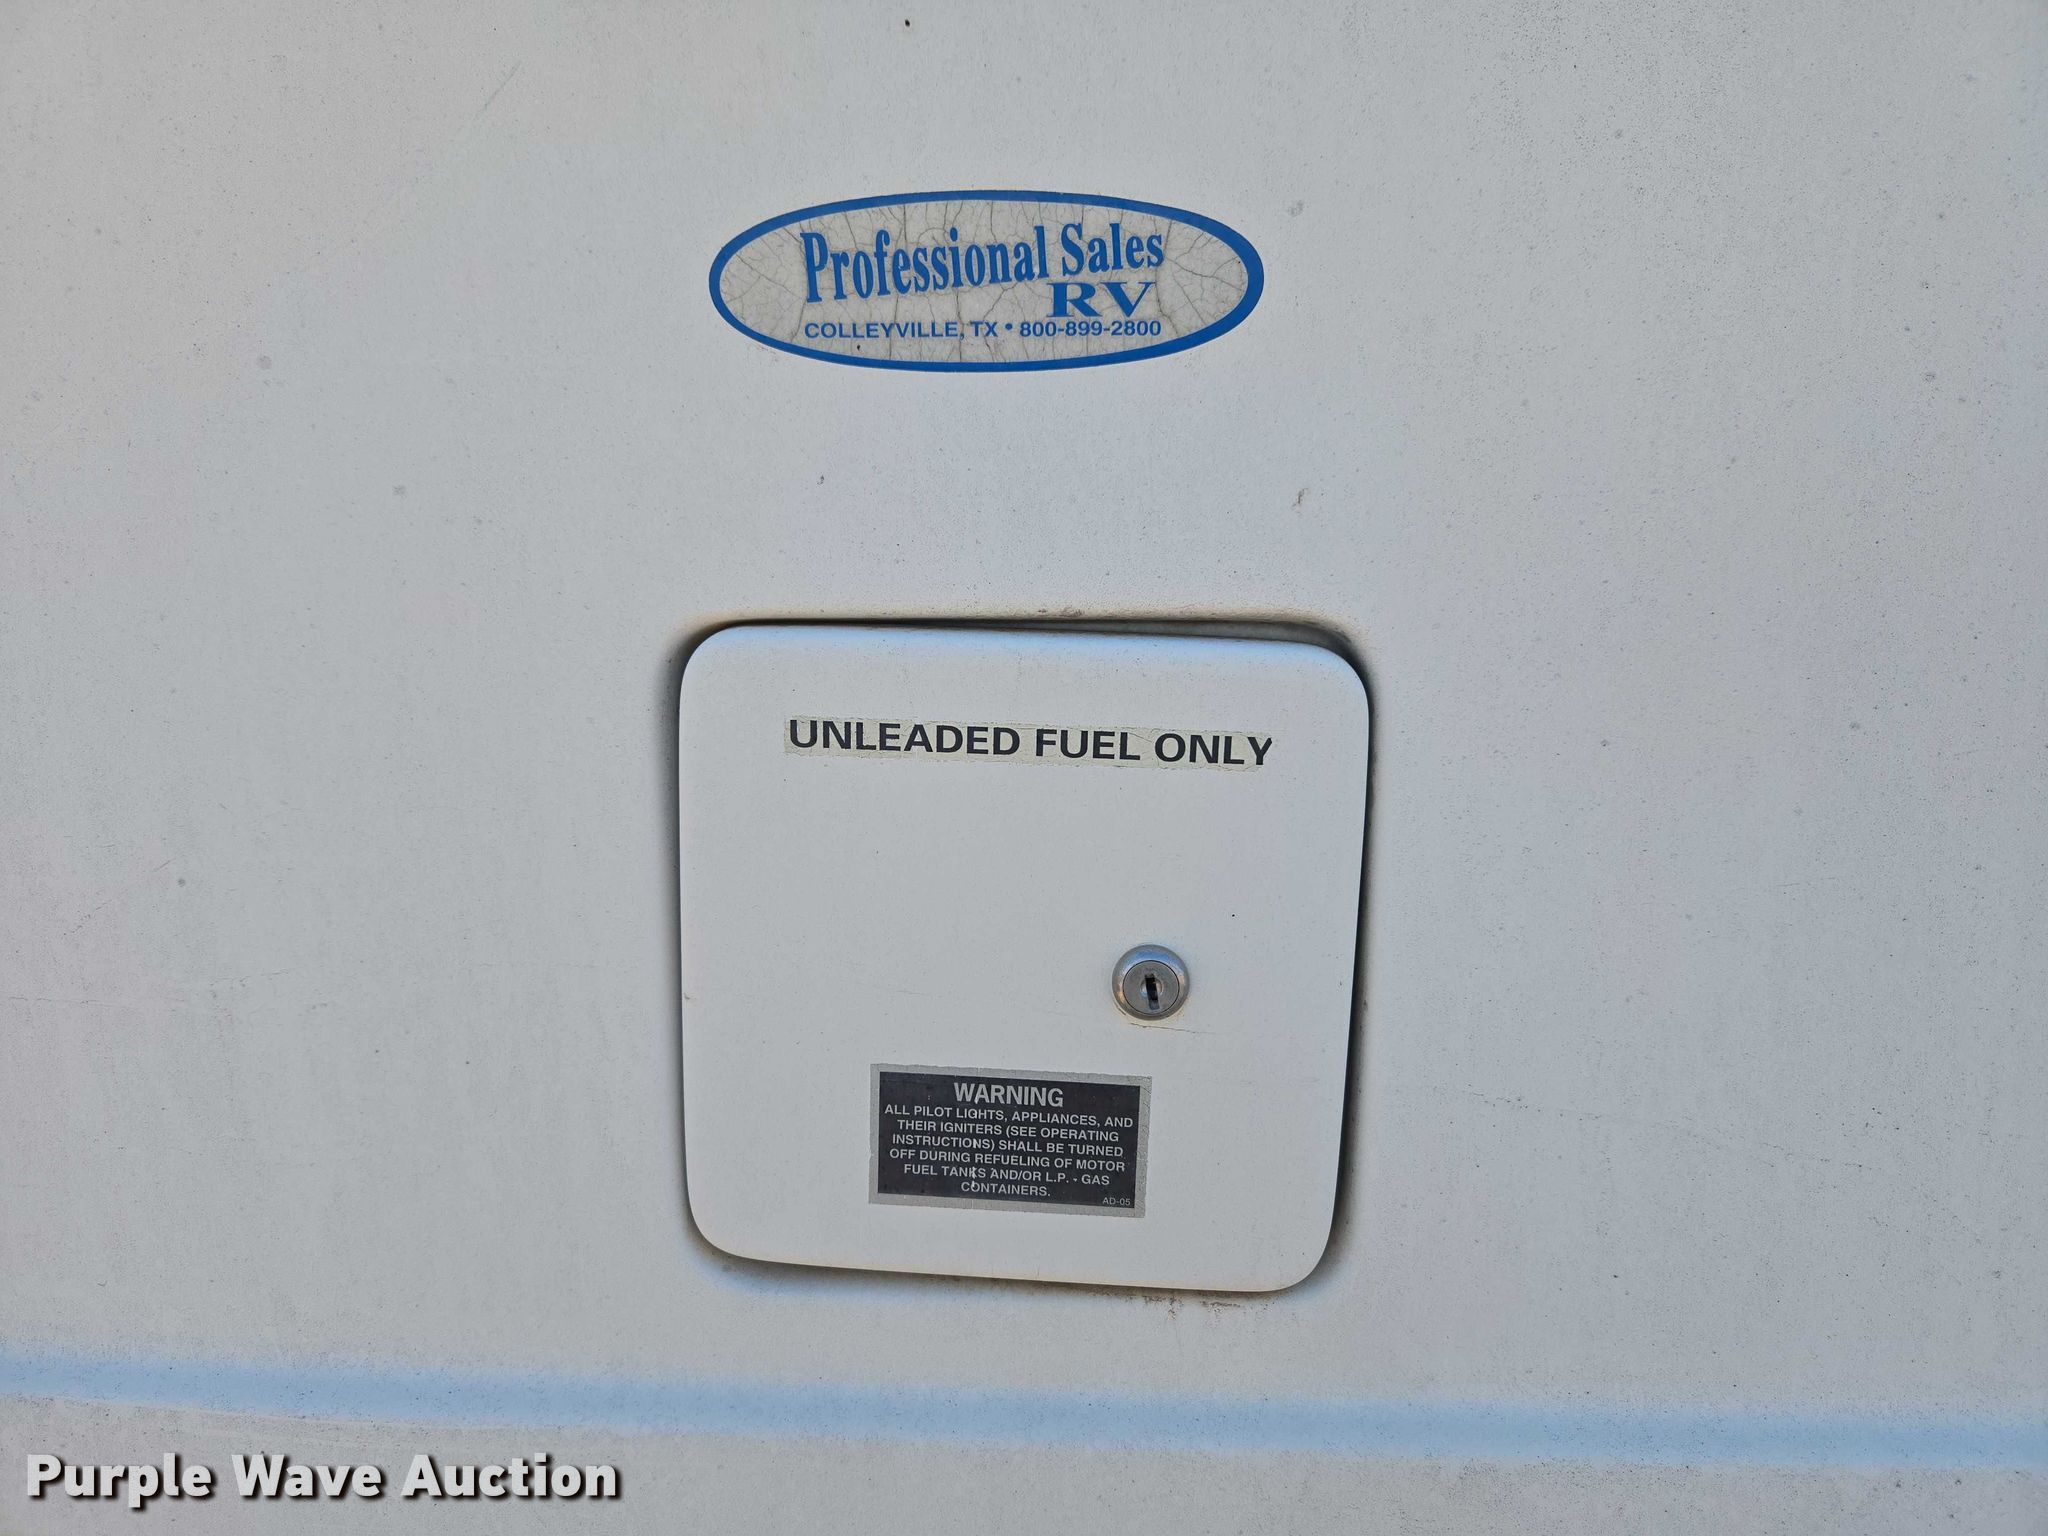 Professional Sales
RV
COLLEYVILLE, TX • 800-899-2800
UNLEADED FUEL ONLY
WARNING
ALL PILOT LIGHTS, APPLIANCES, AND
THEIR IGNITERS (SEE OPERATING
INSTRUCTIONS) SHALL BE TURNED
OFF DURING REFUELING OF MOTOR
FUEL TANKS AND/OR L.P. - GAS
CONTAINERS.
AD-05
Purple Wave Auction